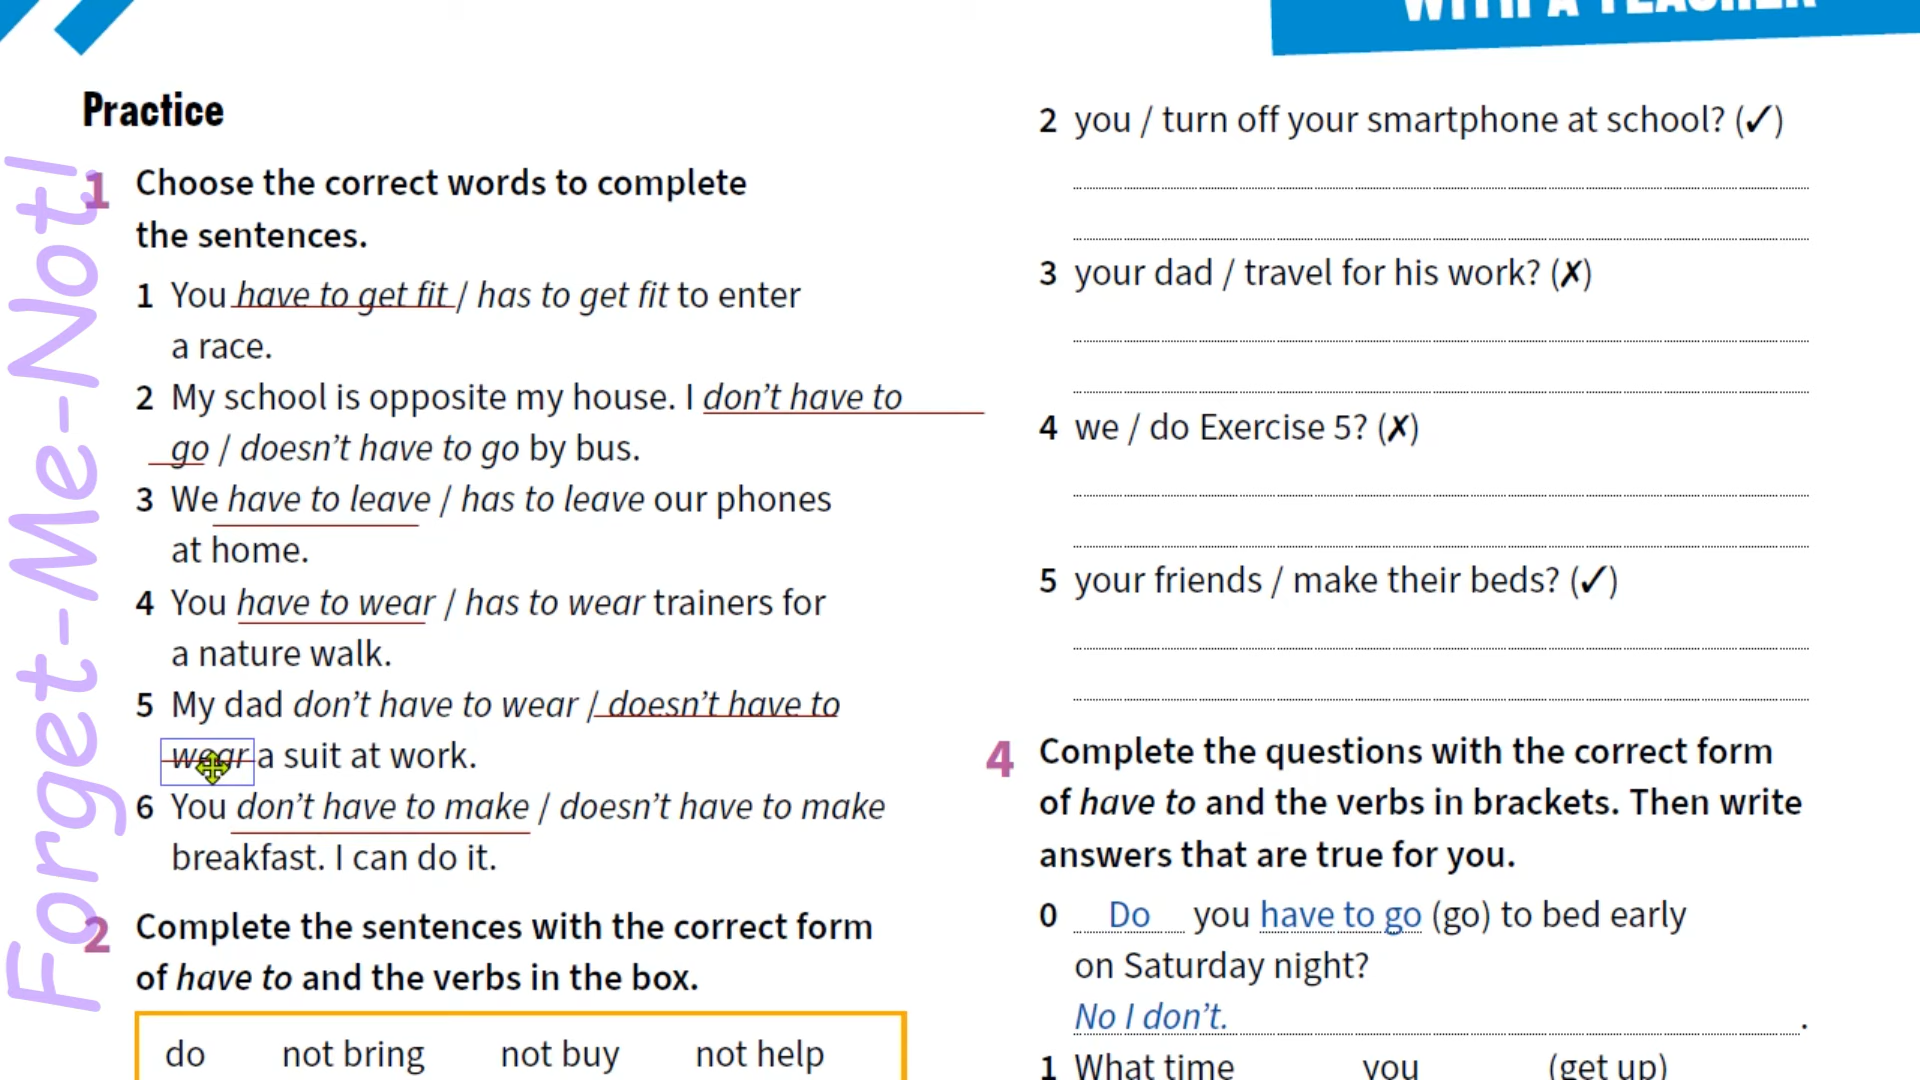 WITH A TEACHER
Forget-Me-Not!
Practice
1 Choose the correct words to complete
the sentences.
1 You have to get fit / has to get fit to enter
a race.
2 My school is opposite my house. I don’t have to
go / doesn’t have to go by bus.
3 We have to leave / has to leave our phones
at home.
4 You have to wear / has to wear trainers for
a nature walk.
5 My dad don’t have to wear / doesn’t have to
wear a suit at work.
6 You don’t have to make / doesn’t have to make
breakfast. I can do it.
2 Complete the sentences with the correct form
of have to and the verbs in the box.
do not bring not buy not help
2 you / turn off your smartphone at school? (✓)
3 your dad / travel for his work? (✗)
4 we / do Exercise 5? (✗)
5 your friends / make their beds? (✓)
4 Complete the questions with the correct form
of have to and the verbs in brackets. Then write
answers that are true for you.
0 Do you have to go (go) to bed early
on Saturday night?
No I don’t.
1 What time you (get up)